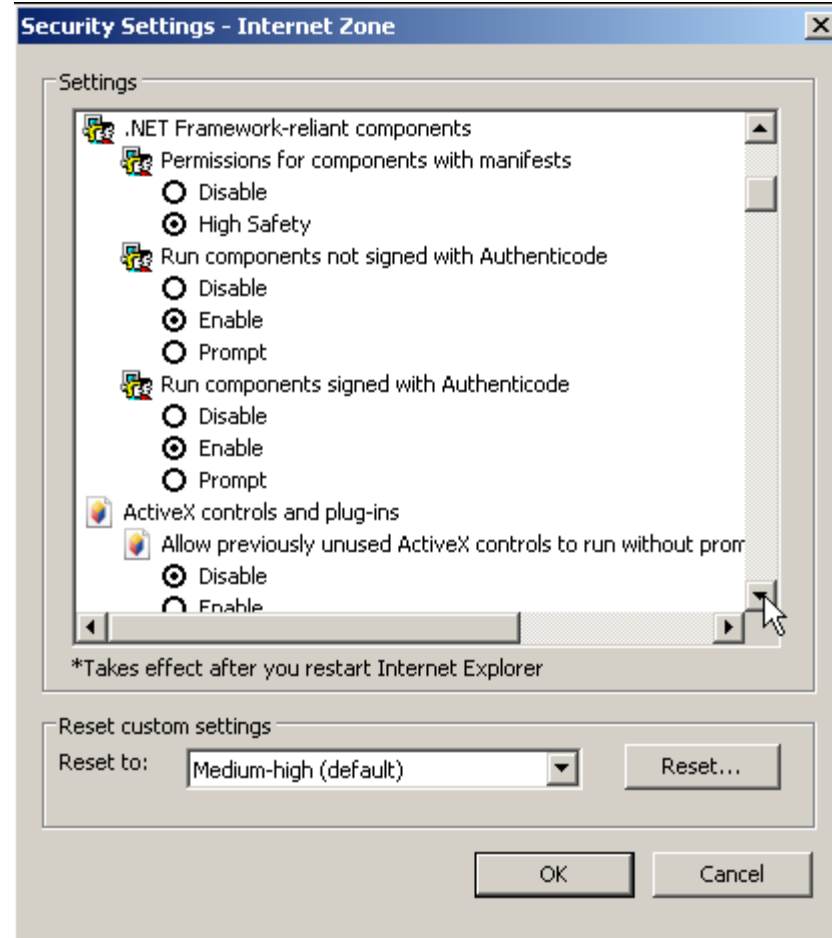 Security Settings - Internet Zone
Settings
.NET Framework-reliant components
Permissions for components with manifests
Disable
High Safety
Run components not signed with Authenticode
Disable
Enable
Prompt
Run components signed with Authenticode
Disable
Enable
Prompt
ActiveX controls and plug-ins
Allow previously unused ActiveX controls to run without prom
Disable
Enable
*Takes effect after you restart Internet Explorer
Reset custom settings
Reset to: Medium-high (default) Reset...
OK Cancel